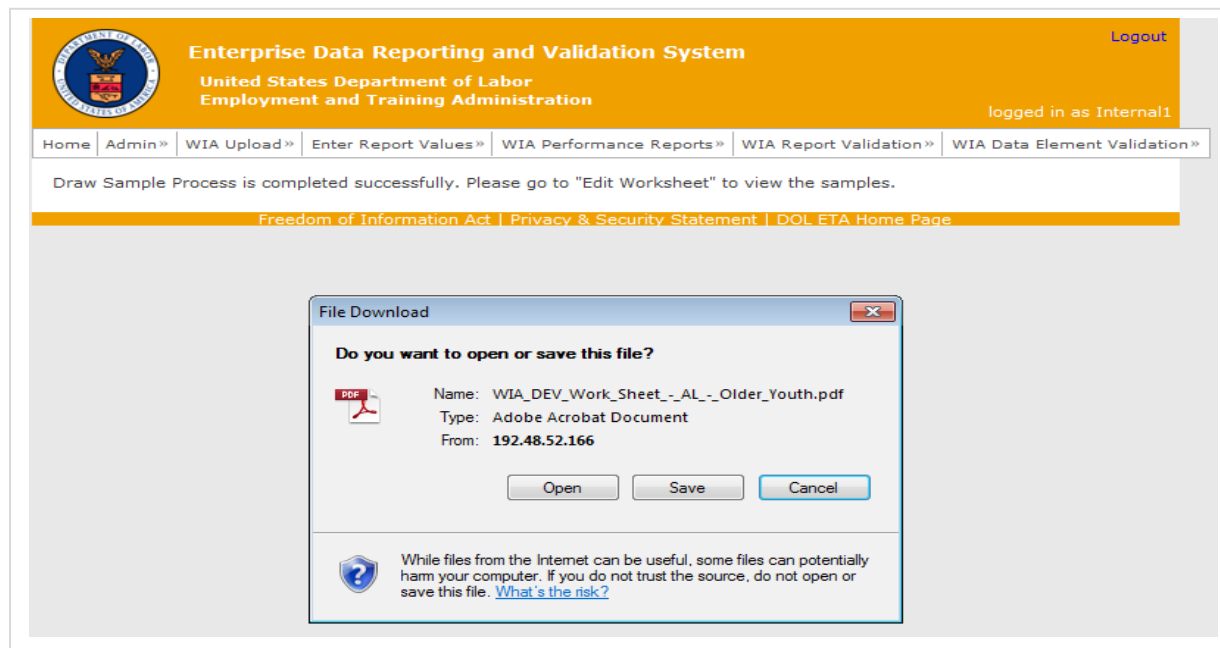 Enterprise Data Reporting and Validation System
United States Department of Labor
Employment and Training Administration
Logout
logged in as Internal1
Home Admin» WIA Upload» Enter Report Values» WIA Performance Reports» WIA Report Validation» WIA Data Element Validation»
Draw Sample Process is completed successfully. Please go to "Edit Worksheet" to view the samples.
Freedom of Information Act | Privacy & Security Statement | DOL ETA Home Page
File Download
Do you want to open or save this file?
PDF
Name: WIA_DEV_Work_Sheet_-_AL_-_Older_Youth.pdf
Type: Adobe Acrobat Document
From: 192.48.52.166
Open Save Cancel
While files from the Internet can be useful, some files can potentially
harm your computer. If you do not trust the source, do not open or
save this file. What's the risk?